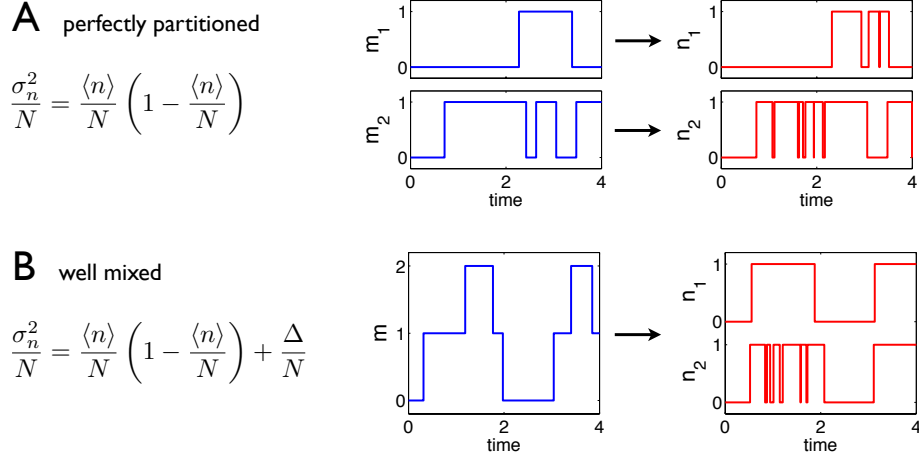 A perfectly partitioned
σ_n^2/N = ⟨n⟩/N (1 − ⟨n⟩/N)
1
0
m_1
1
0
n_1
1
0
m_2
0 2 4
time
1
0
n_2
0 2 4
time
B well mixed
σ_n^2/N = ⟨n⟩/N (1 − ⟨n⟩/N) + Δ/N
2
1
0
m
0 2 4
time
1
0
n_1
1
0
n_2
0 2 4
time